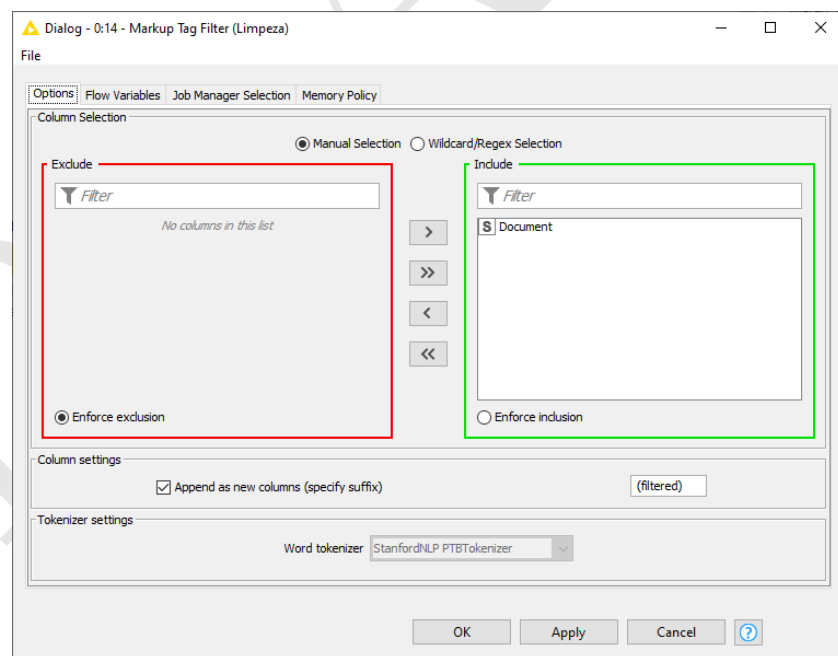 Dialog - 0:14 - Markup Tag Filter (Limpeza)
File
Options Flow Variables Job Manager Selection Memory Policy
Column Selection
Manual Selection Wildcard/Regex Selection
Exclude Include
Filter Filter
No columns in this list S Document
>
>>
<
<<
Enforce exclusion Enforce inclusion
Column settings
Append as new columns (specify suffix) (filtered)
Tokenizer settings
Word tokenizer StanfordNLP PTBTokenizer
OK Apply Cancel ?